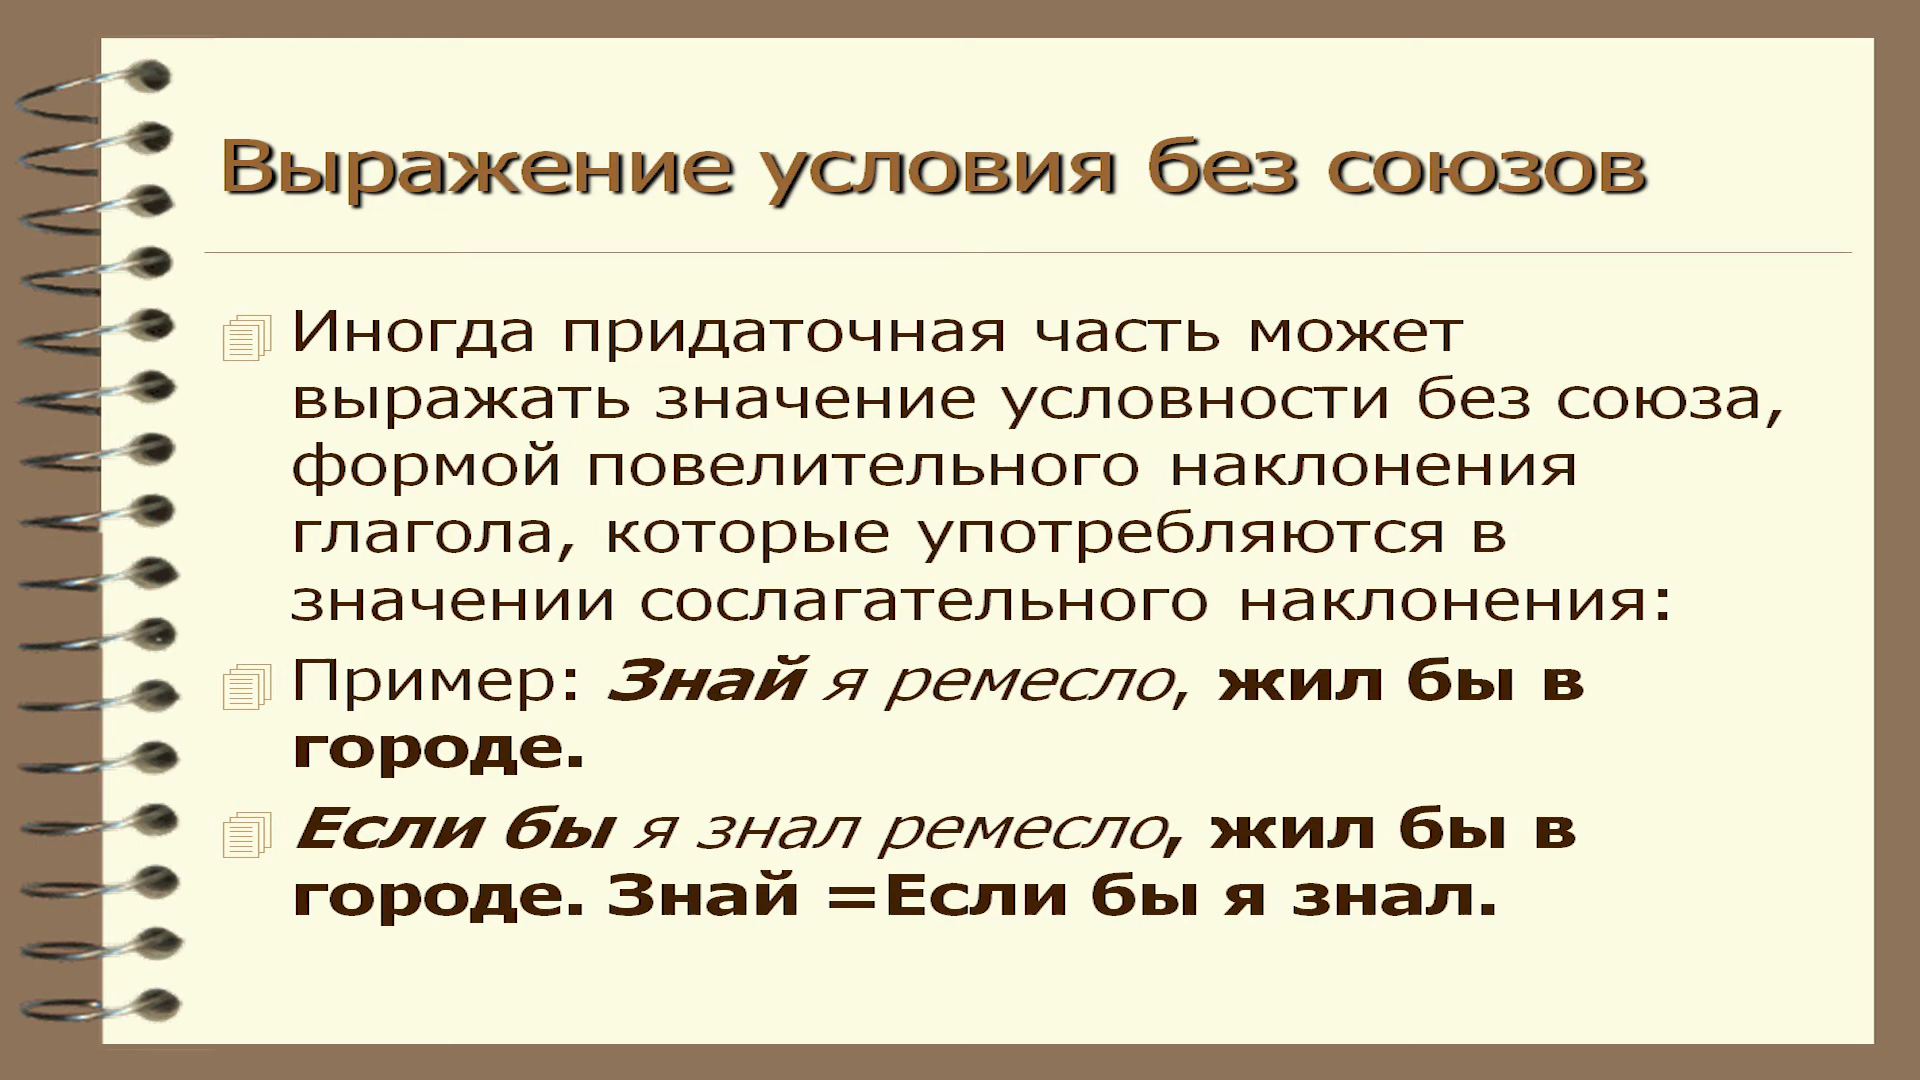 Выражение условия без союзов
Иногда придаточная часть может
выражать значение условности без союза,
формой повелительного наклонения
глагола, которые употребляются в
значении сослагательного наклонения:
Пример: Знай я ремесло, жил бы в
городе.
Если бы я знал ремесло, жил бы в
городе. Знай =Если бы я знал.